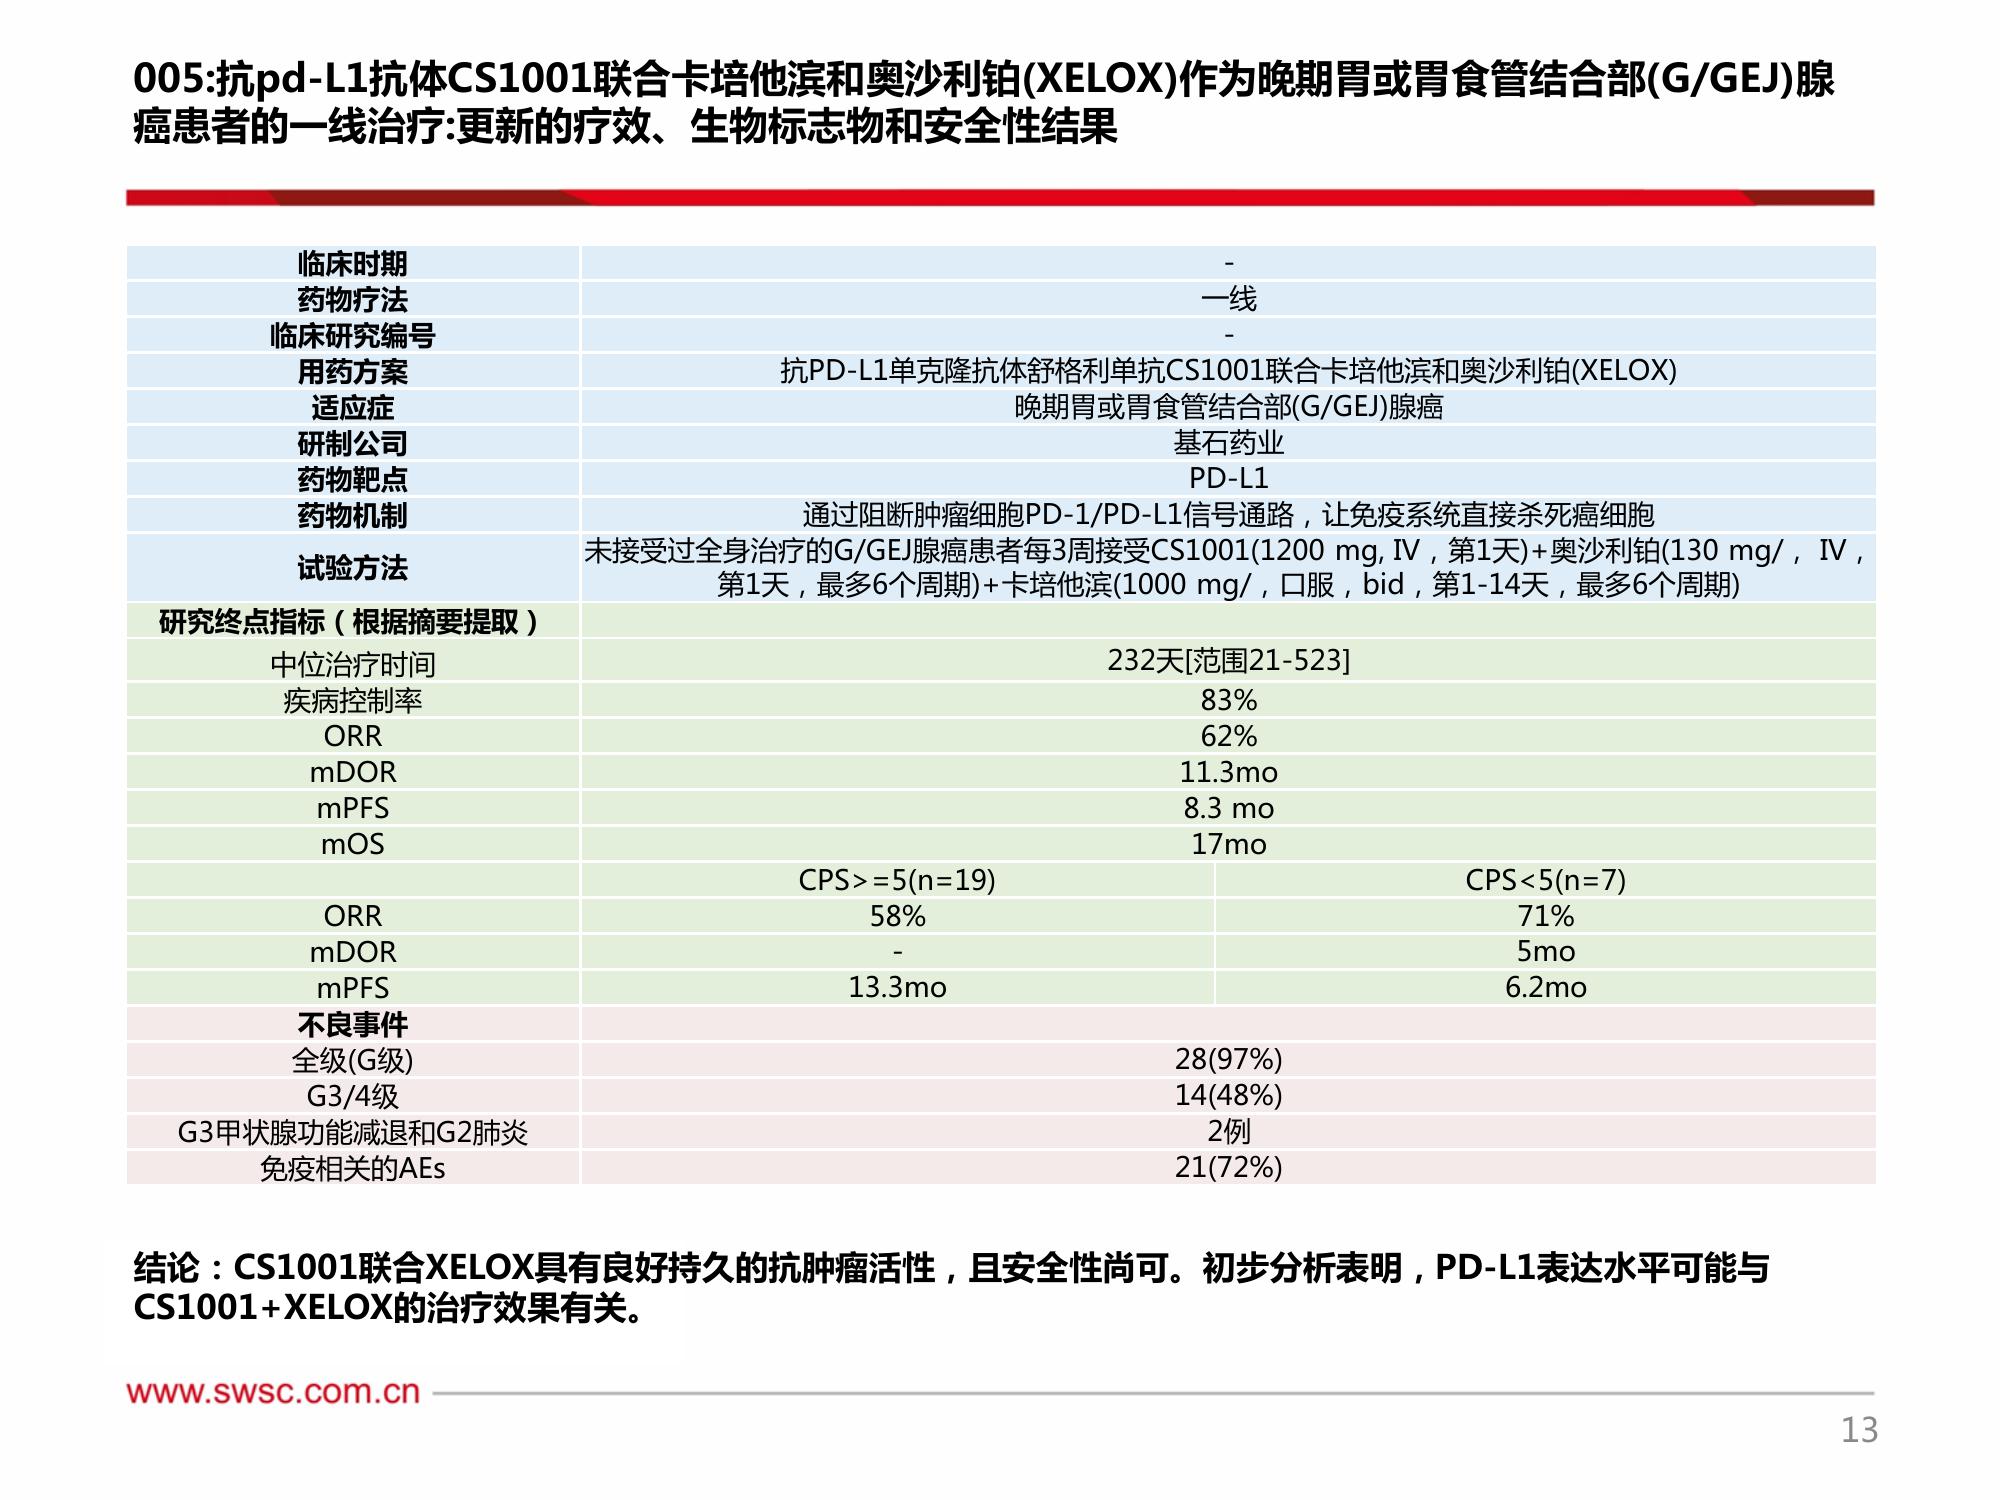 005:抗pd-L1抗体CS1001联合卡培他滨和奥沙利铂(XELOX)作为晚期胃或胃食管结合部(G/GEJ)腺
癌患者的一线治疗:更新的疗效、生物标志物和安全性结果
临床时期 -
药物疗法 一线
临床研究编号 -
用药方案 抗PD-L1单克隆抗体舒格利单抗CS1001联合卡培他滨和奥沙利铂(XELOX)
适应症 晚期胃或胃食管结合部(G/GEJ)腺癌
研制公司 基石药业
药物靶点 PD-L1
药物机制 通过阻断肿瘤细胞PD-1/PD-L1信号通路，让免疫系统直接杀死癌细胞
试验方法 未接受过全身治疗的G/GEJ腺癌患者每3周接受CS1001(1200 mg, IV，第1天)+奥沙利铂(130 mg/， IV，
第1天，最多6个周期)+卡培他滨(1000 mg/，口服，bid，第1-14天，最多6个周期)
研究终点指标（根据摘要提取）
中位治疗时间 232天[范围21-523]
疾病控制率 83%
ORR 62%
mDOR 11.3mo
mPFS 8.3 mo
mOS 17mo
CPS>=5(n=19) CPS<5(n=7)
ORR 58% 71%
mDOR - 5mo
mPFS 13.3mo 6.2mo
不良事件
全级(G级) 28(97%)
G3/4级 14(48%)
G3甲状腺功能减退和G2肺炎 2例
免疫相关的AEs 21(72%)
结论：CS1001联合XELOX具有良好持久的抗肿瘤活性，且安全性尚可。初步分析表明，PD-L1表达水平可能与
CS1001+XELOX的治疗效果有关。
www.swsc.com.cn
13